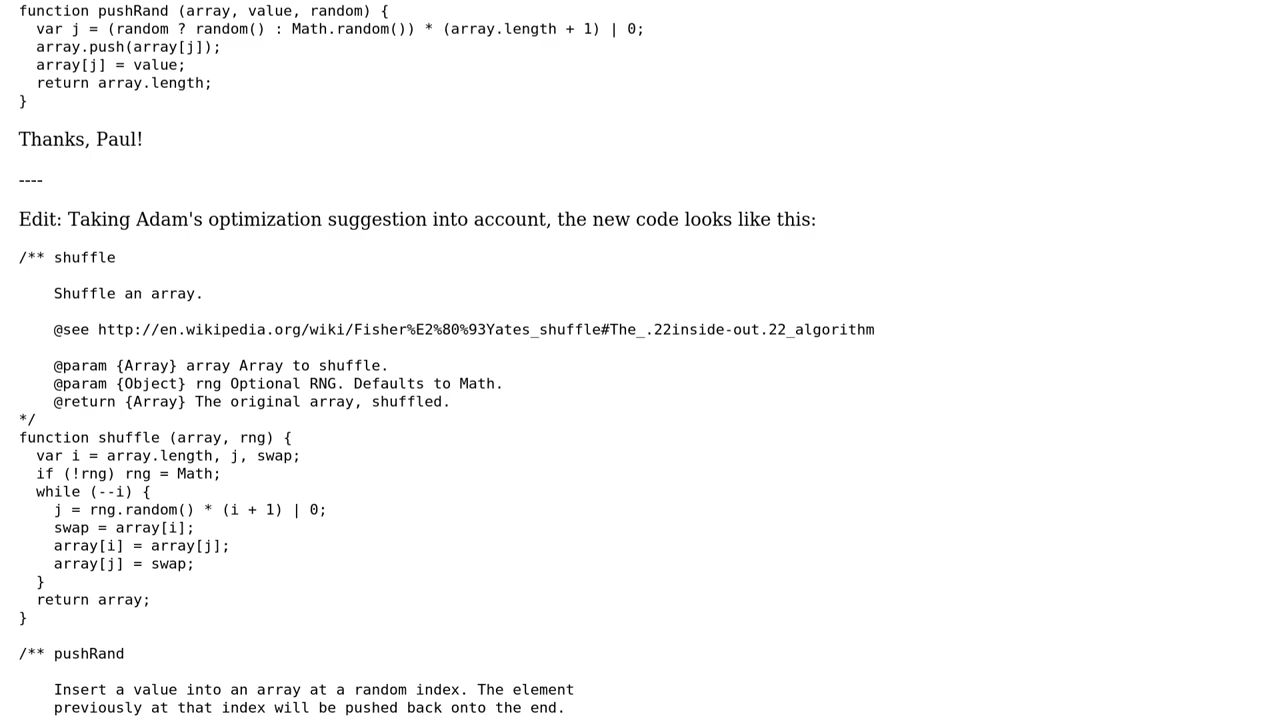 function pushRand (array, value, random) {
  var j = (random ? random() : Math.random()) * (array.length + 1) | 0;
  array.push(array[j]);
  array[j] = value;
  return array.length;
}
Thanks, Paul!
----
Edit: Taking Adam's optimization suggestion into account, the new code looks like this:
/** shuffle
    Shuffle an array.
    @see http://en.wikipedia.org/wiki/Fisher%E2%80%93Yates_shuffle#The_.22inside-out.22_algorithm
    @param {Array} array Array to shuffle.
    @param {Object} rng Optional RNG. Defaults to Math.
    @return {Array} The original array, shuffled.
*/
function shuffle (array, rng) {
  var i = array.length, j, swap;
  if (!rng) rng = Math;
  while (--i) {
    j = rng.random() * (i + 1) | 0;
    swap = array[i];
    array[i] = array[j];
    array[j] = swap;
  }
  return array;
}
/** pushRand
    Insert a value into an array at a random index. The element
    previously at that index will be pushed back onto the end.